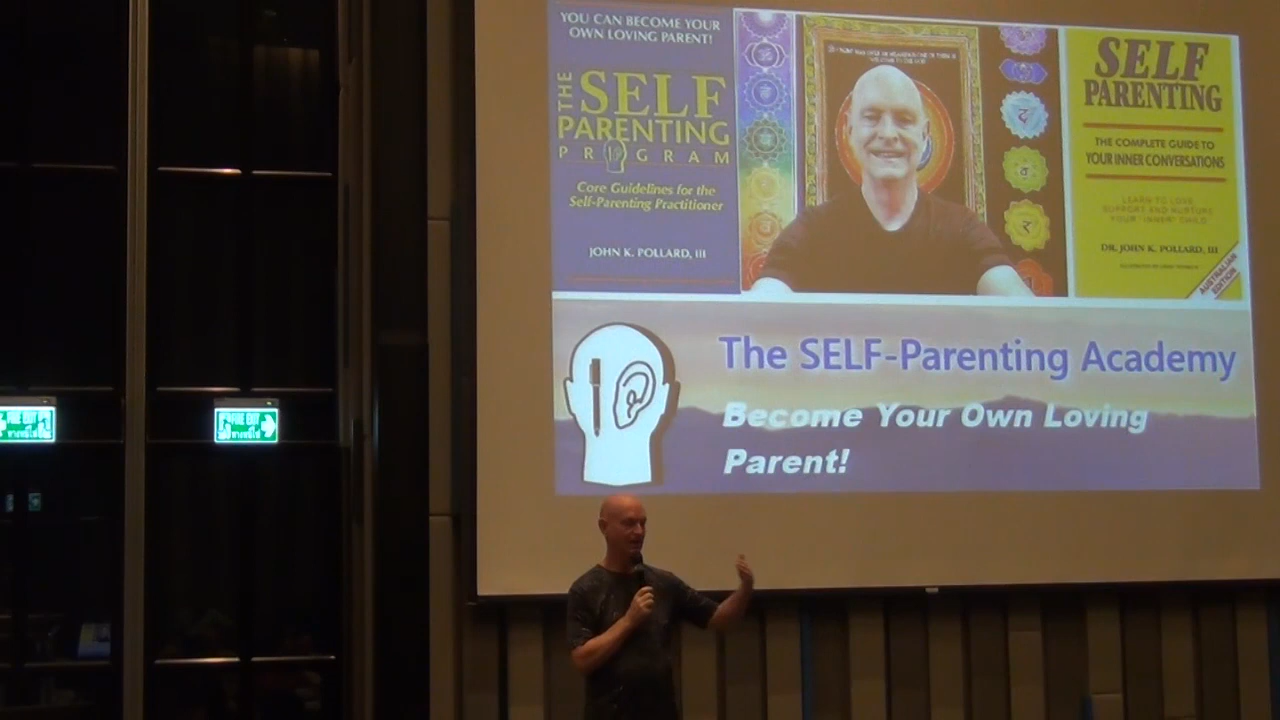 YOU CAN BECOME YOUR
OWN LOVING PARENT!
THE
SELF
PARENTING
PROGRAM
Core Guidelines for the
Self-Parenting Practitioner
JOHN K. POLLARD, III
SELF
PARENTING
THE COMPLETE GUIDE TO
YOUR INNER CONVERSATIONS
LEARN TO LOVE
SUPPORT AND NURTURE
YOUR "INNER" CHILD
DR. JOHN K. POLLARD, III
AUSTRALIAN
EDITION
The SELF-Parenting Academy
Become Your Own Loving
Parent!